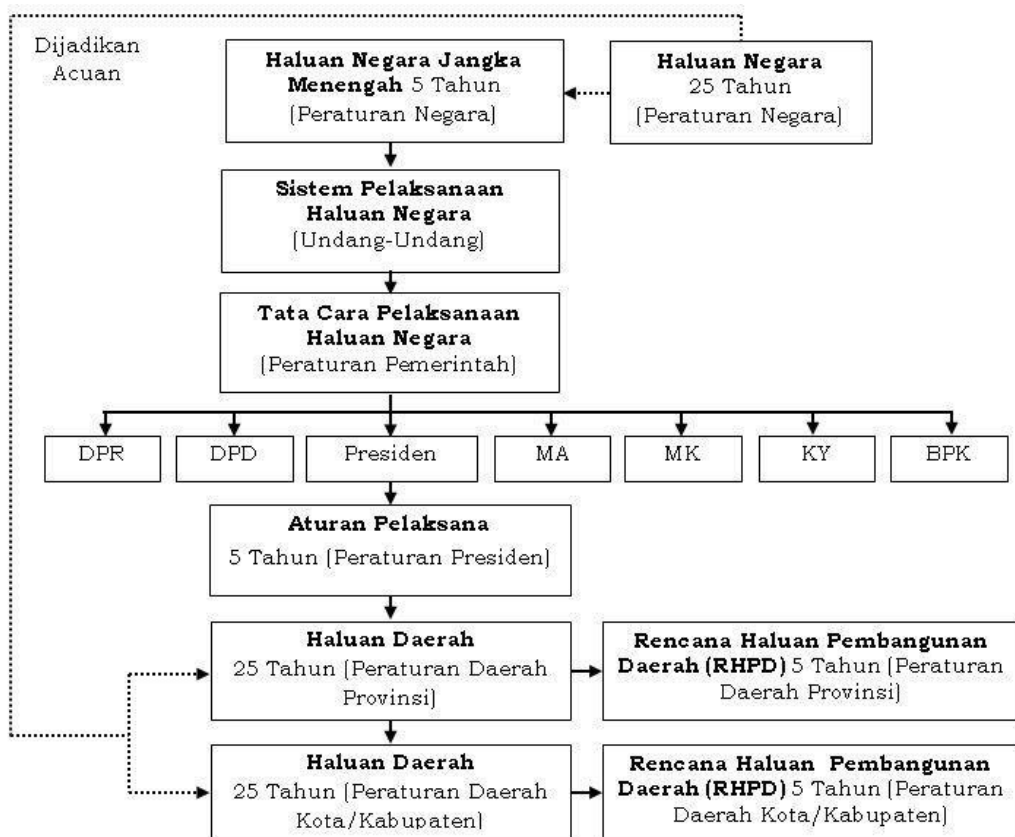 Dijadikan
Acuan
Haluan Negara Jangka
Menengah 5 Tahun
(Peraturan Negara)
Haluan Negara
25 Tahun
(Peraturan Negara)
Sistem Pelaksanaan
Haluan Negara
(Undang-Undang)
Tata Cara Pelaksanaan
Haluan Negara
(Peraturan Pemerintah)
DPR
DPD
Presiden
MA
MK
KY
BPK
Aturan Pelaksana
5 Tahun (Peraturan Presiden)
Haluan Daerah
25 Tahun (Peraturan Daerah
Provinsi)
Rencana Haluan Pembangunan
Daerah (RHPD) 5 Tahun (Peraturan
Daerah Provinsi)
Haluan Daerah
25 Tahun (Peraturan Daerah
Kota/Kabupaten)
Rencana Haluan Pembangunan
Daerah (RHPD) 5 Tahun (Peraturan
Daerah Kota/Kabupaten)